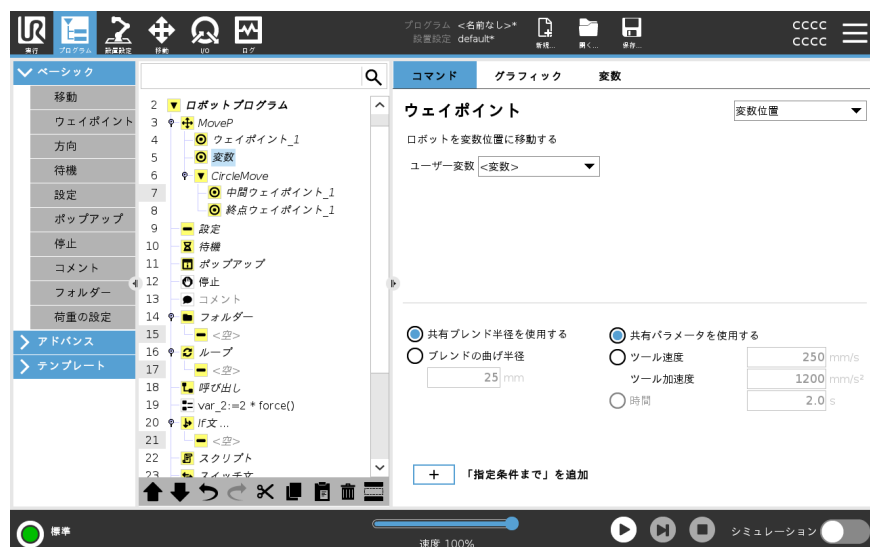 UR
実行
プログラム
設置設定
移動
I/O
ログ
プログラム <名前なし>*
設置設定 default*
新規...
開く...
保存...
cccc
cccc
ベーシック
移動
ウェイポイント
方向
待機
設定
ポップアップ
停止
コメント
フォルダー
荷重の設定
アドバンス
テンプレート
2 ロボットプログラム
3 MoveP
4 ウェイポイント_1
5 変数
6 CircleMove
7 中間ウェイポイント_1
8 終点ウェイポイント_1
9 設定
10 待機
11 ポップアップ
12 停止
13 コメント
14 フォルダー
15 <空>
16 ループ
17 <空>
18 呼び出し
19 var_2:=2 * force()
20 If文...
21 <空>
22 スクリプト
23 スイッチ文
コマンド グラフィック 変数
ウェイポイント
変数位置
ロボットを変数位置に移動する
ユーザー変数 <変数>
共有ブレンド半径を使用する
ブレンドの曲げ半径
25 mm
共有パラメータを使用する
ツール速度 250 mm/s
ツール加速度 1200 mm/s²
時間 2.0 s
+ 「指定条件まで」を追加
標準
速度 100%
シミュレーション